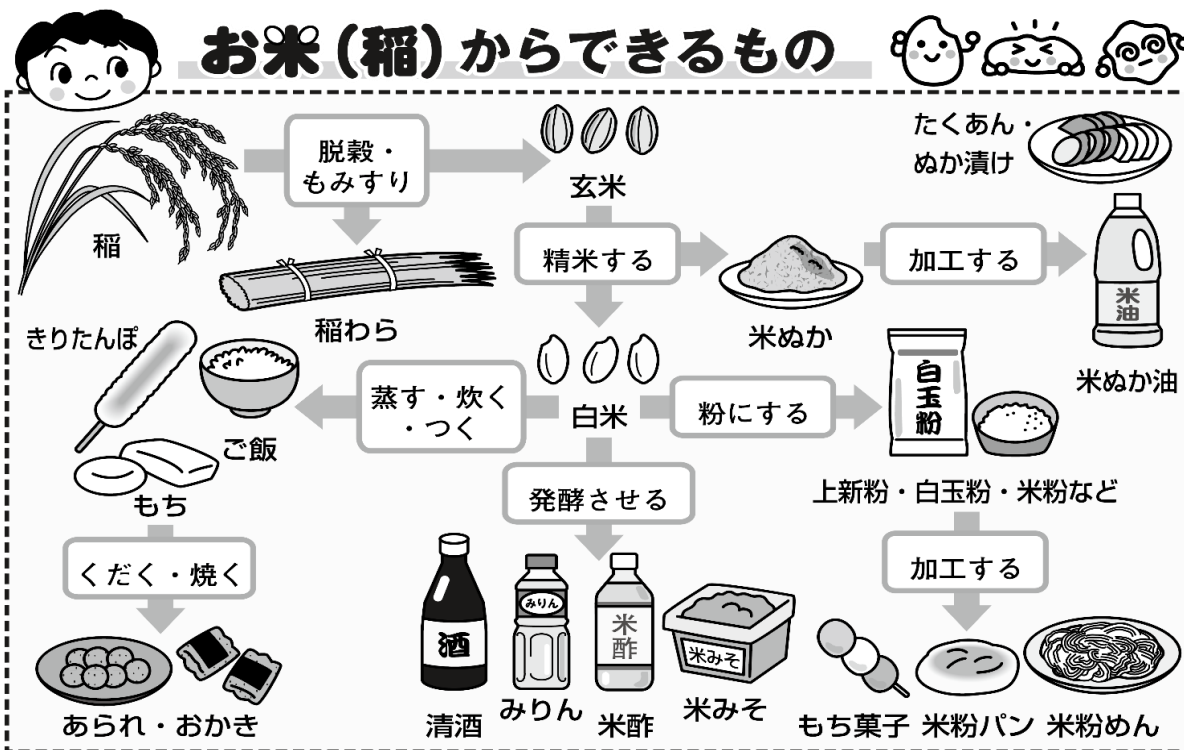 お米(稲)からできるもの
稲
脱穀・
もみすり
玄米
たくあん・
ぬか漬け
稲わら
精米する
米ぬか
加工する
米油
米ぬか油
きりたんぽ
ご飯
もち
蒸す・炊く
・つく
白米
粉にする
白玉粉
上新粉・白玉粉・米粉など
くだく・焼く
あられ・おかき
発酵させる
酒
清酒
みりん
みりん
米酢
米酢
米みそ
米みそ
加工する
もち菓子 米粉パン 米粉めん